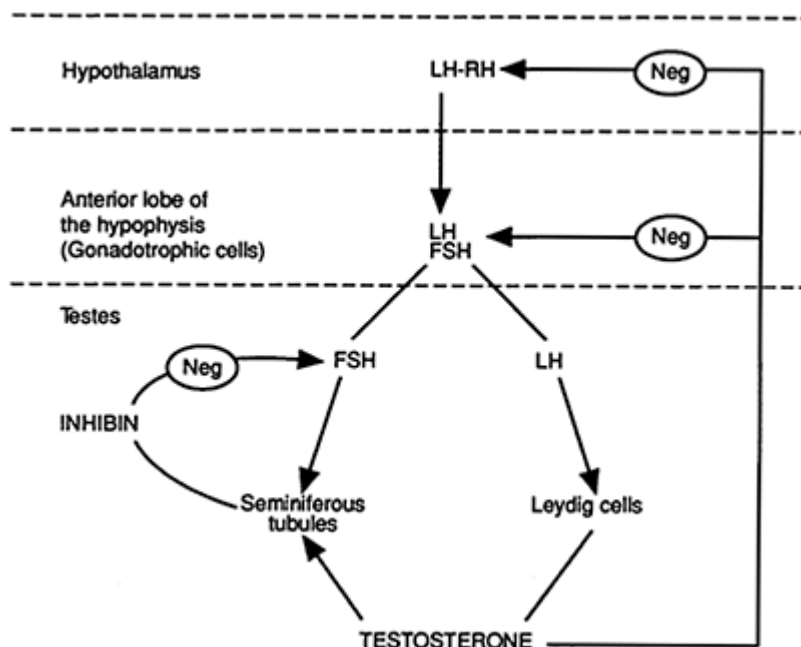 Hypothalamus
LH-RH
Neg
Anterior lobe of
the hypophysis
(Gonadotrophic cells)
LH
FSH
Neg
Testes
Neg
FSH
LH
INHIBIN
Seminiferous
tubules
Leydig cells
TESTOSTERONE